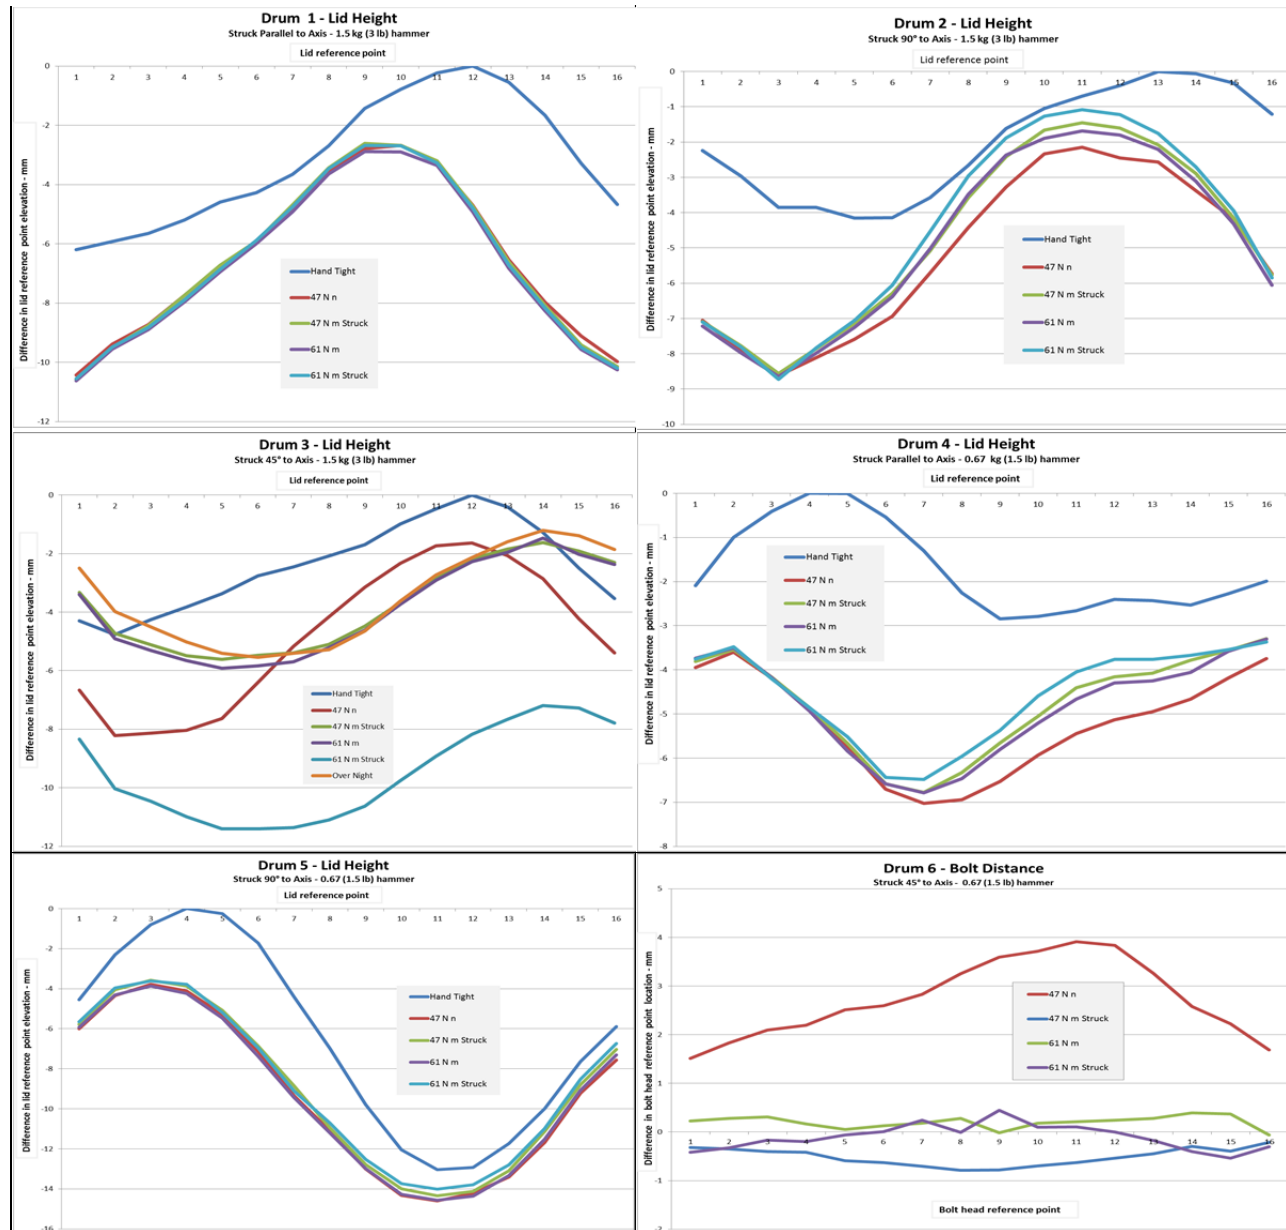 Drum 1 - Lid Height
Struck Parallel to Axis - 1.5 kg (3 lb) hammer
Lid reference point
1 2 3 4 5 6 7 8 9 10 11 12 13 14 15 16
0
-2
-4
-6
-8
-10
-12
Difference in lid reference point elevation - mm
Hand Tight
47 N n
47 N m Struck
61 N m
61 N m Struck
Drum 2 - Lid Height
Struck 90° to Axis - 1.5 kg (3 lb) hammer
Lid reference point
1 2 3 4 5 6 7 8 9 10 11 12 13 14 15 16
0
-1
-2
-3
-4
-5
-6
-7
-8
-9
-10
Difference in lid reference point elevation - mm
Hand Tight
47 N n
47 N m Struck
61 N m
61 N m Struck
Drum 3 - Lid Height
Struck 45° to Axis - 1.5 kg (3 lb) hammer
Lid reference point
1 2 3 4 5 6 7 8 9 10 11 12 13 14 15 16
0
-2
-4
-6
-8
-10
-12
Difference in lid reference point elevation - mm
Hand Tight
47 N n
47 N m Struck
61 N m
61 N m Struck
Over Night
Drum 4 - Lid Height
Struck Parallel to Axis - 0.67 kg (1.5 lb) hammer
Lid reference point
1 2 3 4 5 6 7 8 9 10 11 12 13 14 15 16
0
-1
-2
-3
-4
-5
-6
-7
-8
Difference in lid reference point elevation - mm
Hand Tight
47 N n
47 N m Struck
61 N m
61 N m Struck
Drum 5 - Lid Height
Struck 90° to Axis - 0.67 (1.5 lb) hammer
Lid reference point
1 2 3 4 5 6 7 8 9 10 11 12 13 14 15 16
0
-2
-4
-6
-8
-10
-12
-14
-16
Difference in lid reference point elevation - mm
Hand Tight
47 N n
47 N m Struck
61 N m
61 N m Struck
Drum 6 - Bolt Distance
Struck 45° to Axis - 0.67 (1.5 lb) hammer
5
4
3
2
1
0
-1
-2
Difference in bolt head reference point location - mm
1 2 3 4 5 6 7 8 9 10 11 12 13 14 15 16
47 N n
47 N m Struck
61 N m
61 N m Struck
Bolt head reference point